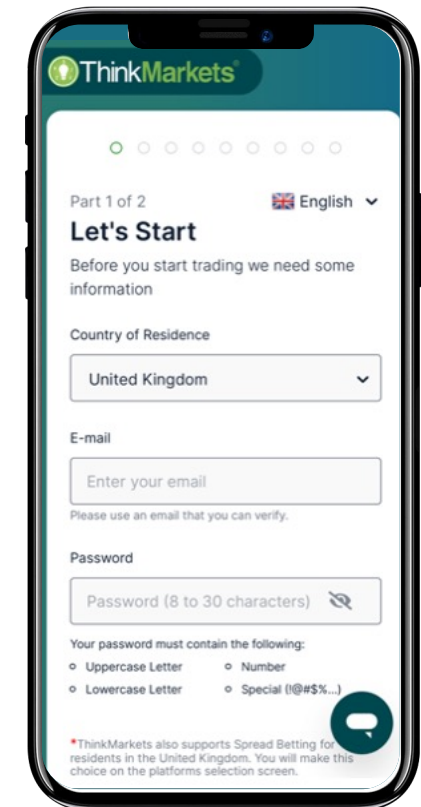 ThinkMarkets®
Part 1 of 2
English
Let's Start
Before you start trading we need some
information
Country of Residence
United Kingdom
E-mail
Enter your email
Please use an email that you can verify.
Password
Password (8 to 30 characters)
Your password must contain the following:
Uppercase Letter
Number
Lowercase Letter
Special (!@#$%...)
*ThinkMarkets also supports Spread Betting for
residents in the United Kingdom. You will make this
choice on the platforms selection screen.